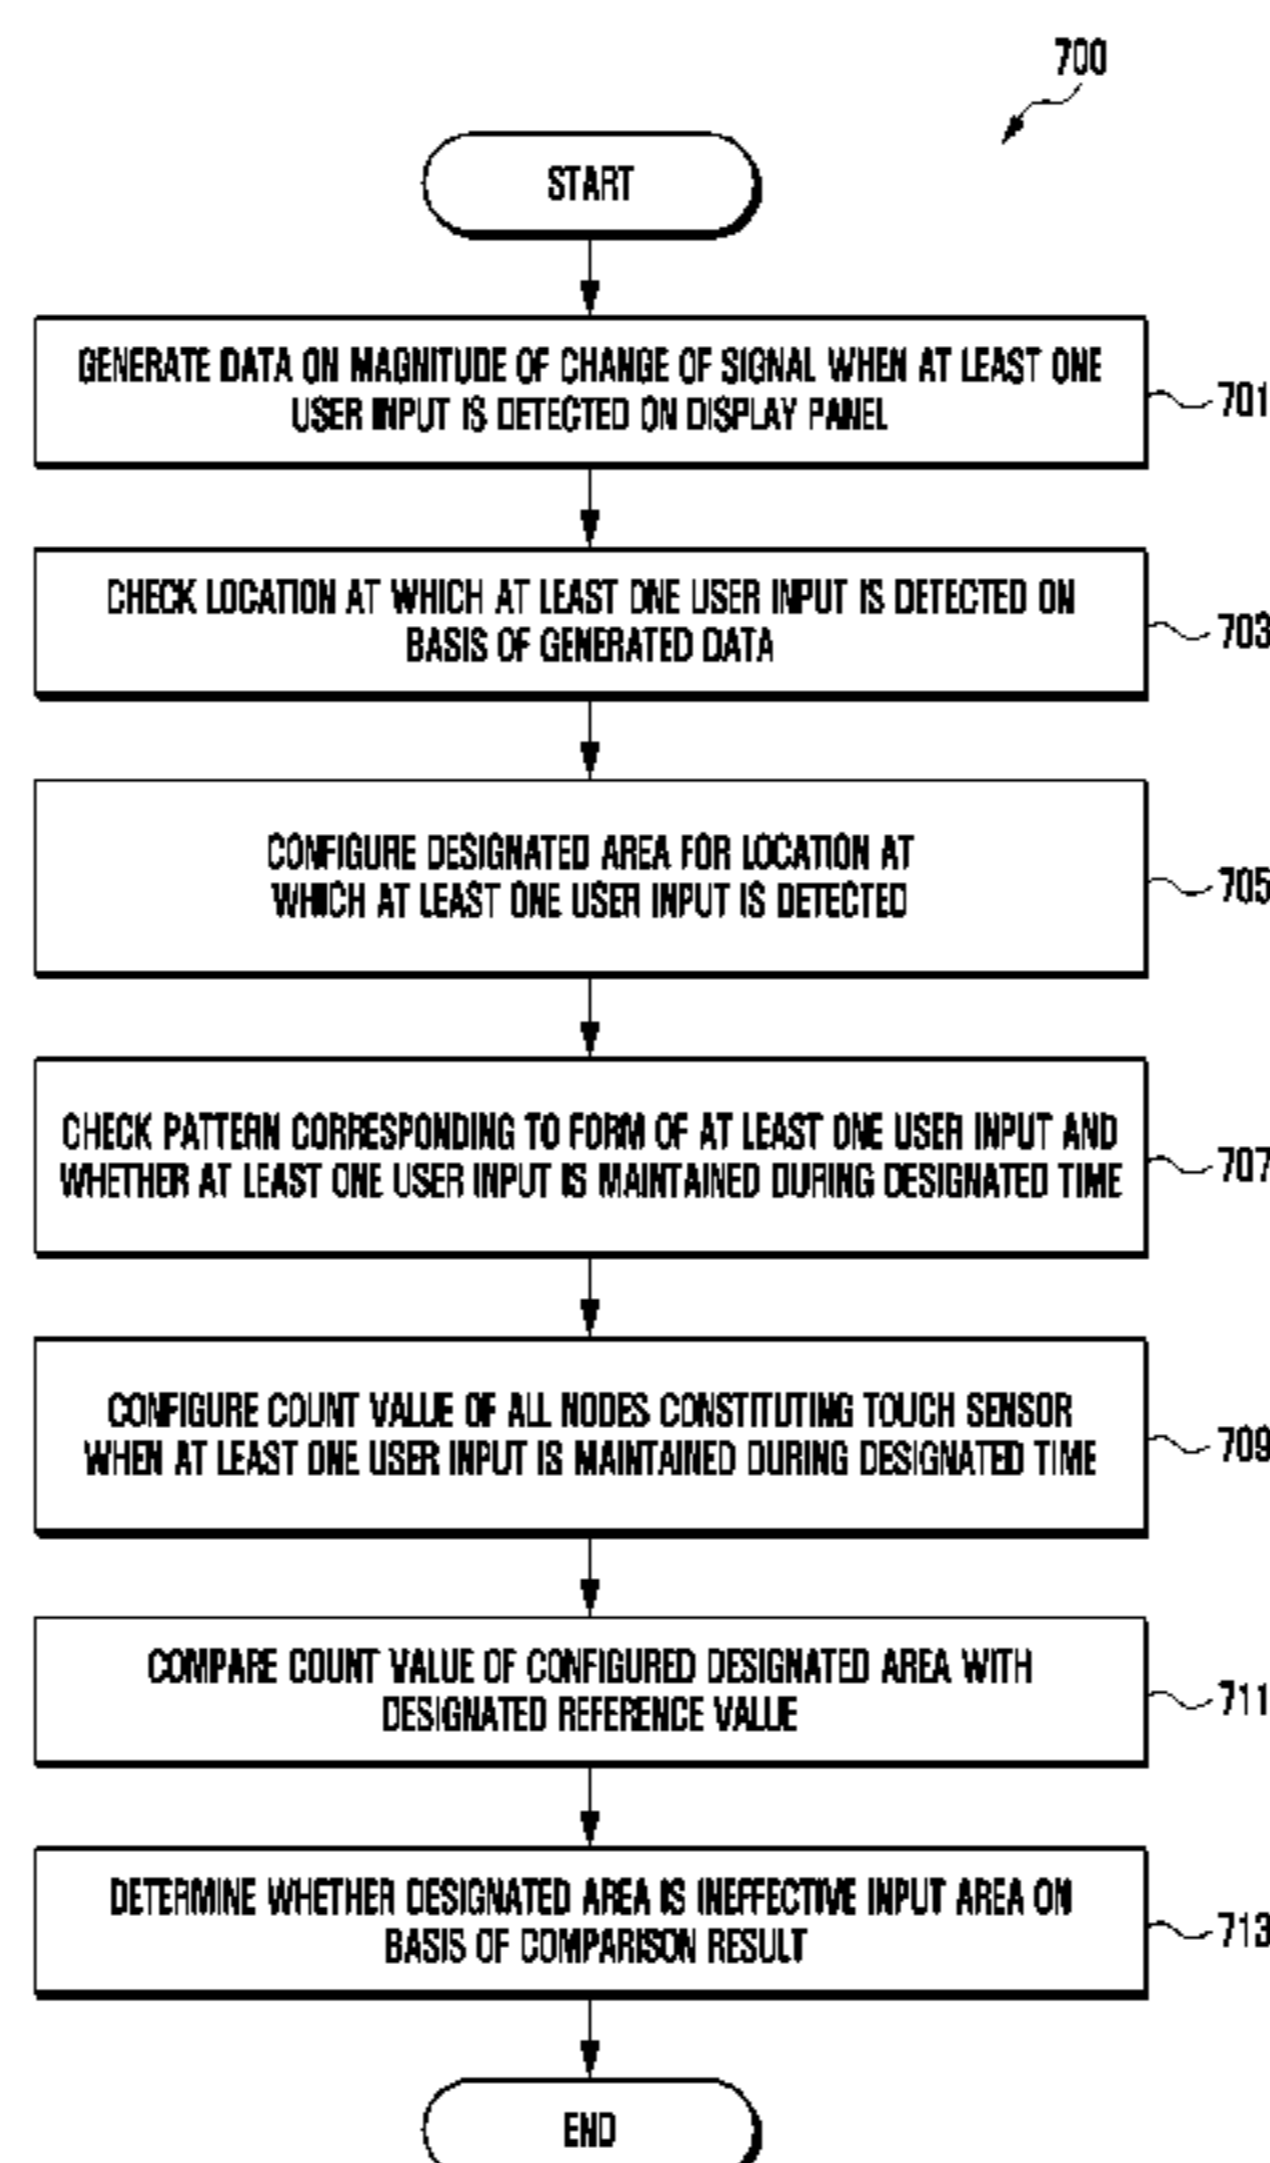 700
START
GENERATE DATA ON MAGNITUDE OF CHANGE OF SIGNAL WHEN AT LEAST ONE
USER INPUT IS DETECTED ON DISPLAY PANEL
701
CHECK LOCATION AT WHICH AT LEAST ONE USER INPUT IS DETECTED ON
BASIS OF GENERATED DATA
703
CONFIGURE DESIGNATED AREA FOR LOCATION AT
WHICH AT LEAST ONE USER INPUT IS DETECTED
705
CHECK PATTERN CORRESPONDING TO FORM OF AT LEAST ONE USER INPUT AND
WHETHER AT LEAST ONE USER INPUT IS MAINTAINED DURING DESIGNATED TIME
707
CONFIGURE COUNT VALUE OF ALL NODES CONSTITUTING TOUCH SENSOR
WHEN AT LEAST ONE USER INPUT IS MAINTAINED DURING DESIGNATED TIME
709
COMPARE COUNT VALUE OF CONFIGURED DESIGNATED AREA WITH
DESIGNATED REFERENCE VALUE
711
DETERMINE WHETHER DESIGNATED AREA IS INEFFECTIVE INPUT AREA ON
BASIS OF COMPARISON RESULT
713
END